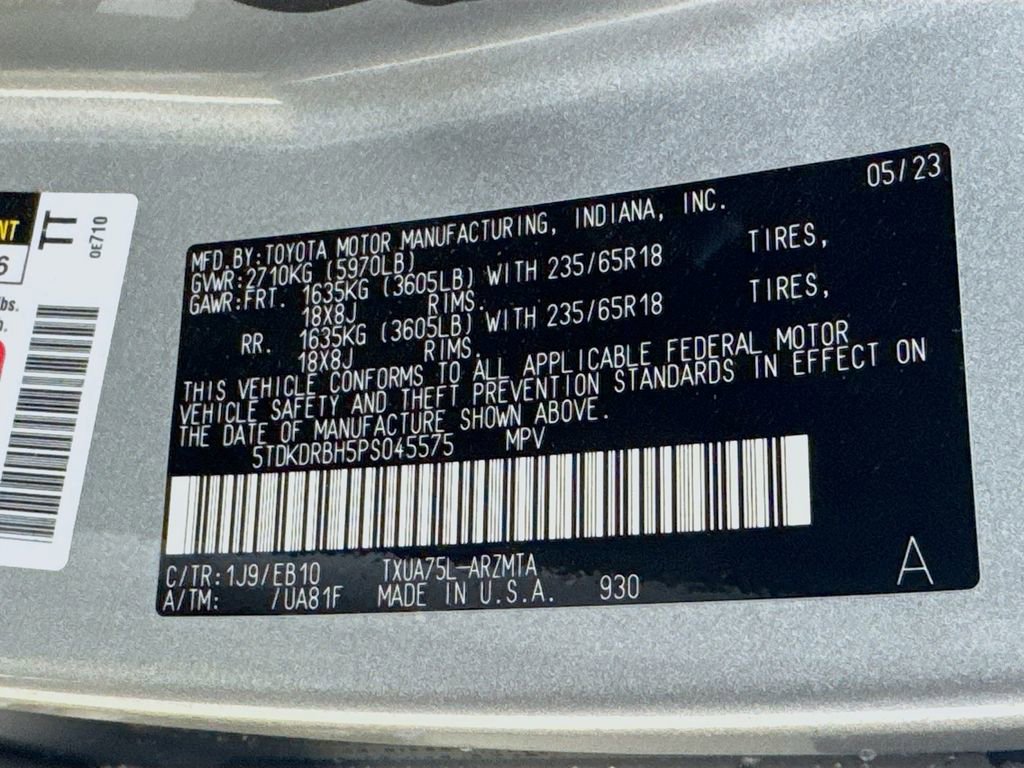 NT
6
lbs.
TT
0E710
05/23
MFD.BY:TOYOTA MOTOR MANUFACTURING, INDIANA, INC.
GVWR:2710KG (5970LB)
GAWR:FRT. 1635KG (3605LB) WITH 235/65R18 TIRES,
18X8J RIMS.
RR. 1635KG (3605LB) WITH 235/65R18 TIRES,
18X8J RIMS.
THIS VEHICLE CONFORMS TO ALL APPLICABLE FEDERAL MOTOR
VEHICLE SAFETY AND THEFT PREVENTION STANDARDS IN EFFECT ON
THE DATE OF MANUFACTURE SHOWN ABOVE.
5TDKDRBH5PS045575 MPV
C/TR:1J9/EB10 TXUA75L-ARZMTA
A/TM: /UA81F MADE IN U.S.A. 930
A